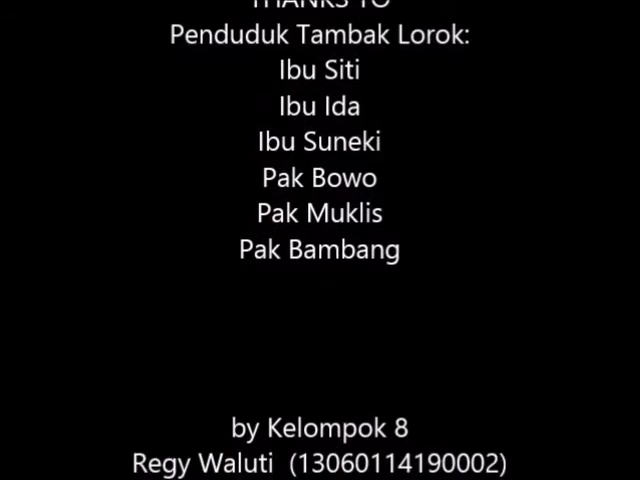 THANKS TO
Penduduk Tambak Lorok:
Ibu Siti
Ibu Ida
Ibu Suneki
Pak Bowo
Pak Muklis
Pak Bambang
by Kelompok 8
Regy Waluti (13060114190002)